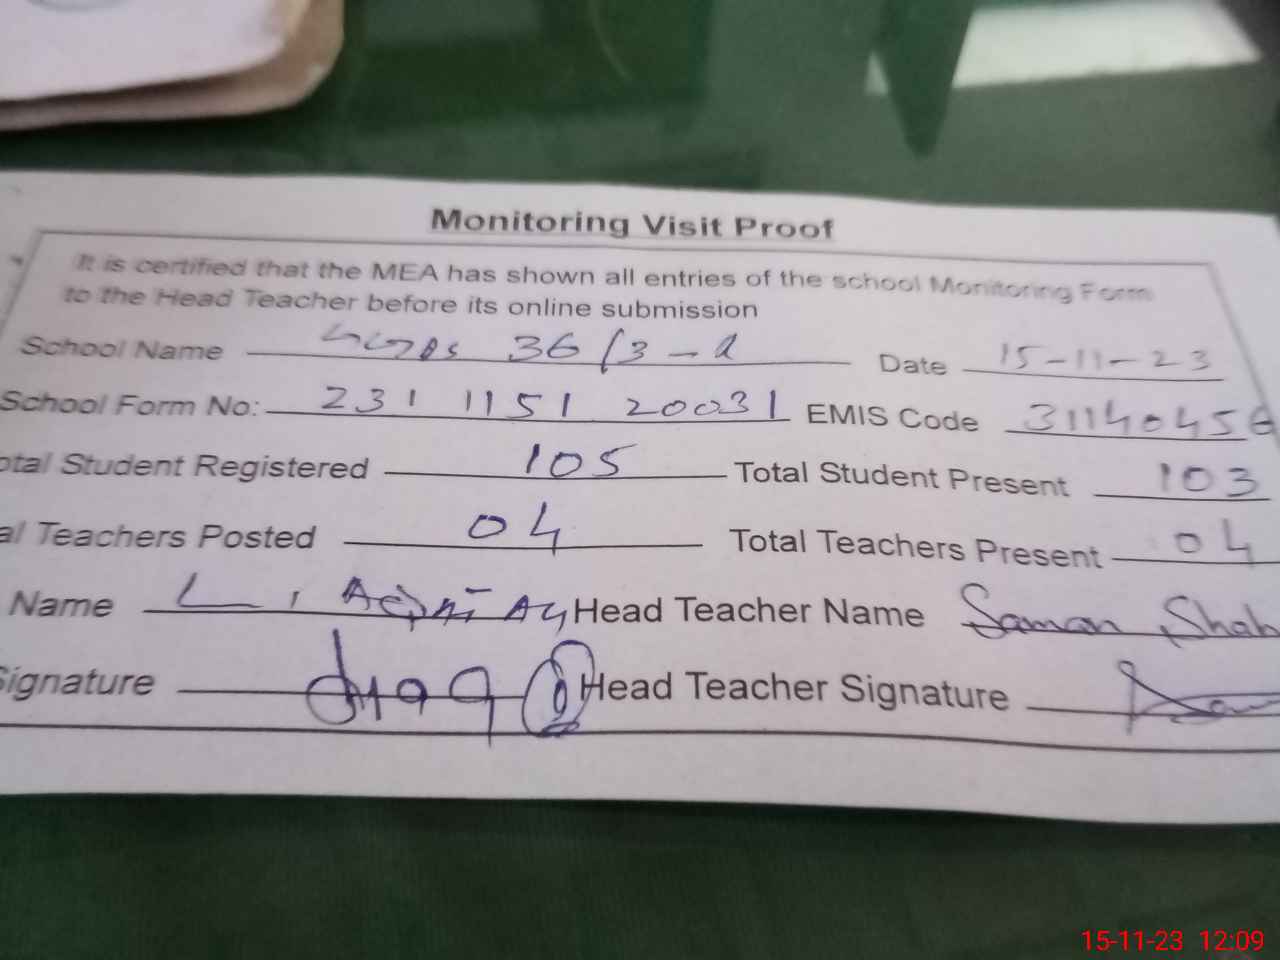 Monitoring Visit Proof
It is certified that the MEA has shown all entries of the school Monitoring Form
to the Head Teacher before its online submission
School Name 36/3-R Date 15-11-23
School Form No: 231 1151 20031 EMIS Code 31140456
otal Student Registered 105 Total Student Present 103
al Teachers Posted 04 Total Teachers Present 04
Name Head Teacher Name Saman Shah
Signature Head Teacher Signature
15-11-23 12:09